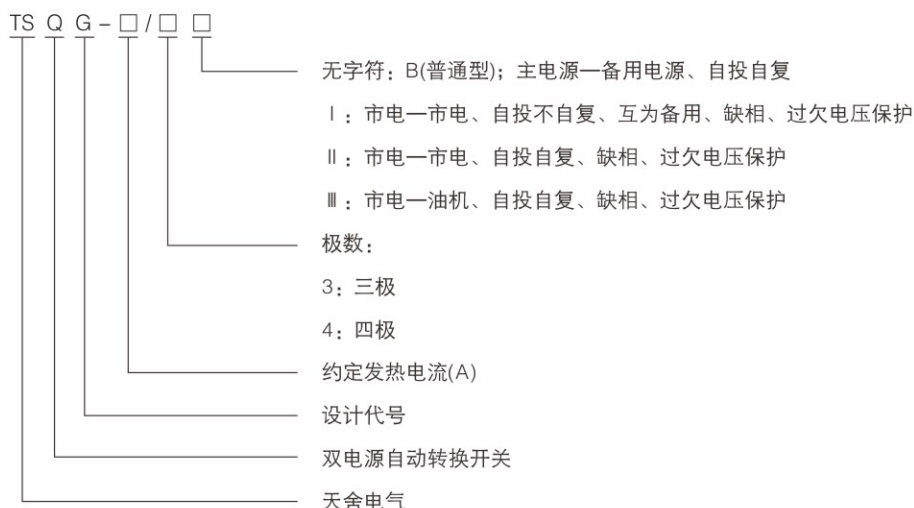 TS Q G – □ / □ □
无字符：B(普通型)；主电源—备用电源、自投自复
Ⅰ：市电—市电、自投不自复、互为备用、缺相、过欠电压保护
Ⅱ：市电—市电、自投自复、缺相、过欠电压保护
Ⅲ：市电—油机、自投自复、缺相、过欠电压保护
极数：
3：三极
4：四极
约定发热电流(A)
设计代号
双电源自动转换开关
天舍电气